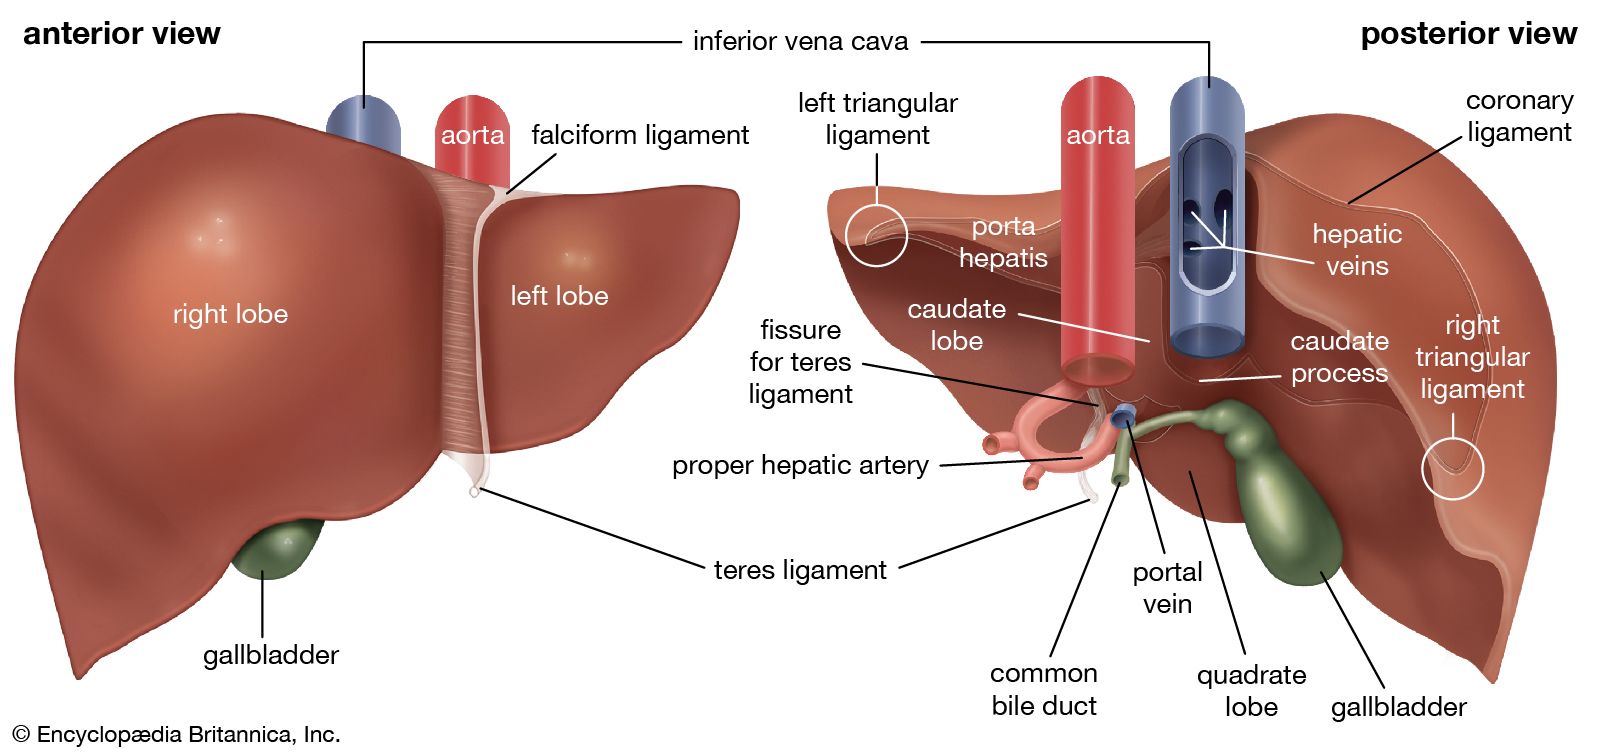 anterior view
inferior vena cava
posterior view
aorta
falciform ligament
right lobe
left lobe
gallbladder
teres ligament
left triangular
ligament
aorta
coronary
ligament
porta
hepatis
hepatic
veins
caudate
lobe
fissure
for teres
ligament
caudate
process
right
triangular
ligament
proper hepatic artery
portal
vein
common
bile duct
quadrate
lobe
gallbladder
© Encyclopædia Britannica, Inc.